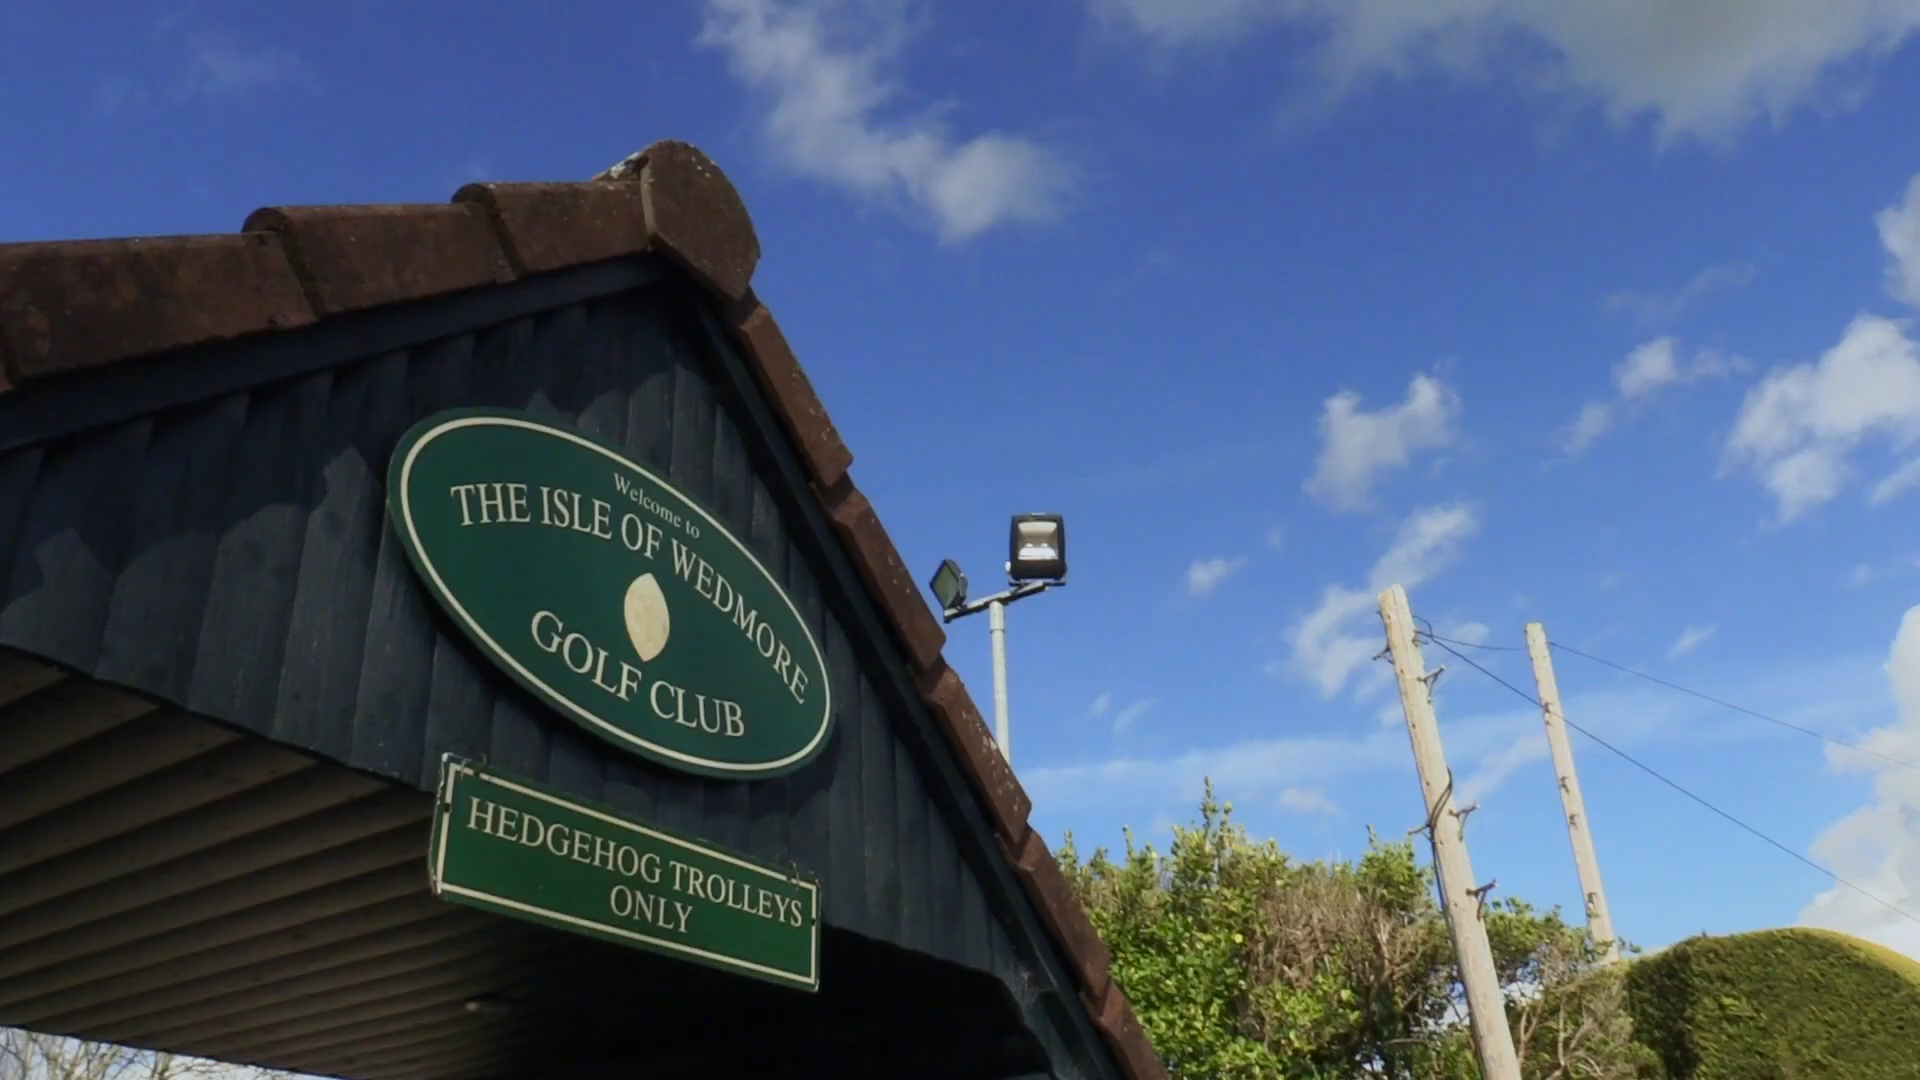 Welcome to
THE ISLE OF WEDMORE
GOLF CLUB
HEDGEHOG TROLLEYS
ONLY